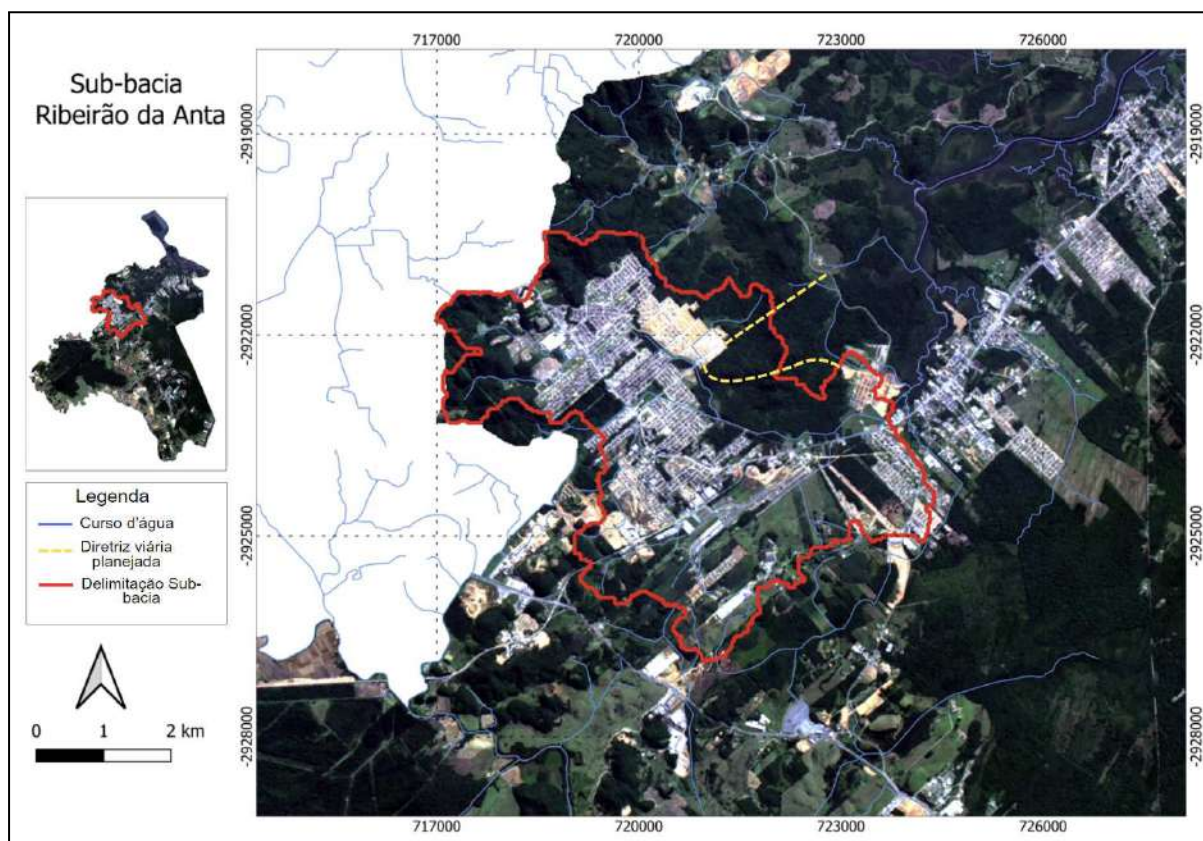 Sub-bacia
Ribeirão da Anta
Legenda
Curso d'água
Diretriz viária
planejada
Delimitação Sub-
bacia
0 1 2 km
717000 720000 723000 726000
-2919000
-2922000
-2925000
-2928000
-2919000
-2922000
-2925000
-2928000
717000 720000 723000 726000